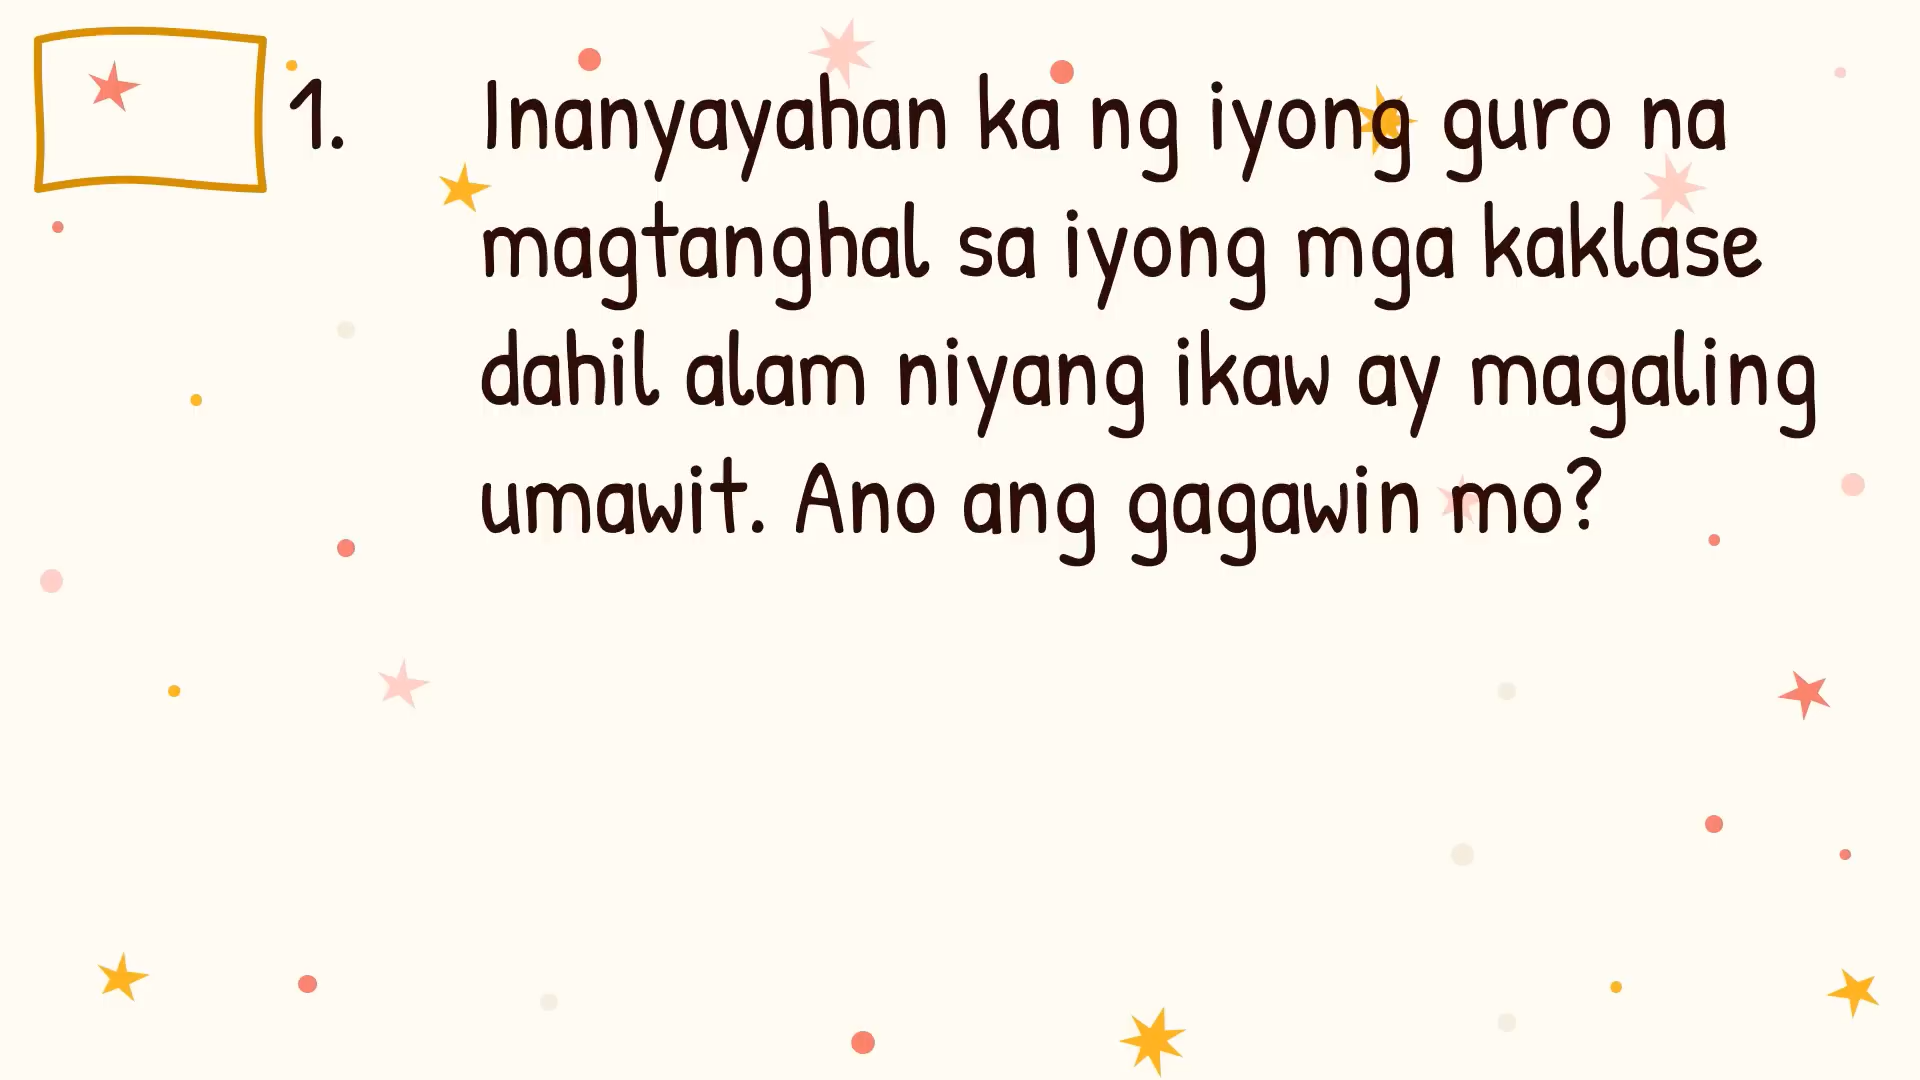 1. Inanyayahan ka ng iyong guro na
magtanghal sa iyong mga kaklase
dahil alam niyang ikaw ay magaling
umawit. Ano ang gagawin mo?